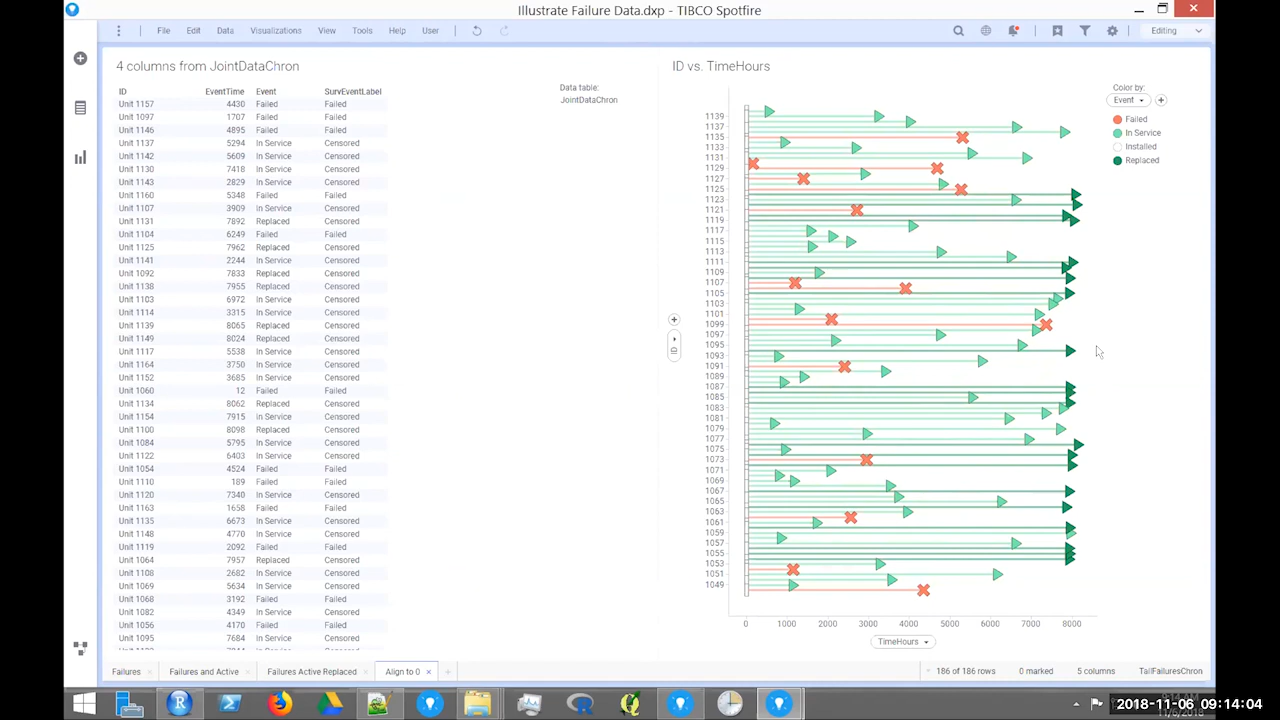 Illustrate Failure Data.dxp - TIBCO Spotfire
File Edit Data Visualizations View Tools Help User Editing
4 columns from JointDataChron
ID EventTime Event SurvEventLabel
Unit 1157 4430 Failed Failed
Unit 1097 1707 Failed Failed
Unit 1146 4895 Failed Failed
Unit 1137 5294 In Service Censored
Unit 1142 5609 In Service Censored
Unit 1130 7418 In Service Censored
Unit 1143 2829 In Service Censored
Unit 1160 5348 Failed Failed
Unit 1107 3909 In Service Censored
Unit 1131 7892 Replaced Censored
Unit 1104 6249 Failed Failed
Unit 1125 7962 Replaced Censored
Unit 1141 2244 In Service Censored
Unit 1092 7833 Replaced Censored
Unit 1138 7955 Replaced Censored
Unit 1103 6972 In Service Censored
Unit 1114 3315 In Service Censored
Unit 1139 8065 Replaced Censored
Unit 1149 8024 Replaced Censored
Unit 1117 5538 In Service Censored
Unit 1164 3750 In Service Censored
Unit 1152 3685 In Service Censored
Unit 1060 12 Failed Failed
Unit 1134 8062 Replaced Censored
Unit 1154 7915 In Service Censored
Unit 1100 8098 Replaced Censored
Unit 1084 5795 In Service Censored
Unit 1122 6403 In Service Censored
Unit 1054 4524 Failed Failed
Unit 1110 189 Failed Failed
Unit 1120 7340 In Service Censored
Unit 1163 1658 Failed Failed
Unit 1135 6673 In Service Censored
Unit 1148 4770 In Service Censored
Unit 1119 2092 Failed Failed
Unit 1064 7957 Replaced Censored
Unit 1108 2682 In Service Censored
Unit 1069 5634 In Service Censored
Unit 1068 3192 Failed Failed
Unit 1082 4349 In Service Censored
Unit 1056 4170 Failed Failed
Unit 1095 7684 In Service Censored
Data table:
JointDataChron
ID vs. TimeHours
1139
1137
1135
1133
1131
1129
1127
1125
1123
1121
1119
1117
1115
1113
1111
1109
1107
1105
1103
1101
1099
1097
1095
1093
1091
1089
1087
1085
1083
1081
1079
1077
1075
1073
1071
1069
1067
1065
1063
1061
1059
1057
1055
1053
1051
1049
0 1000 2000 3000 4000 5000 6000 7000 8000
TimeHours
Color by:
Event
Failed
In Service
Installed
Replaced
Failures Failures and Active Failures Active Replaced Align to 0
186 of 186 rows 0 marked 5 columns TallFailuresChron
2018-11-06 09:14:04